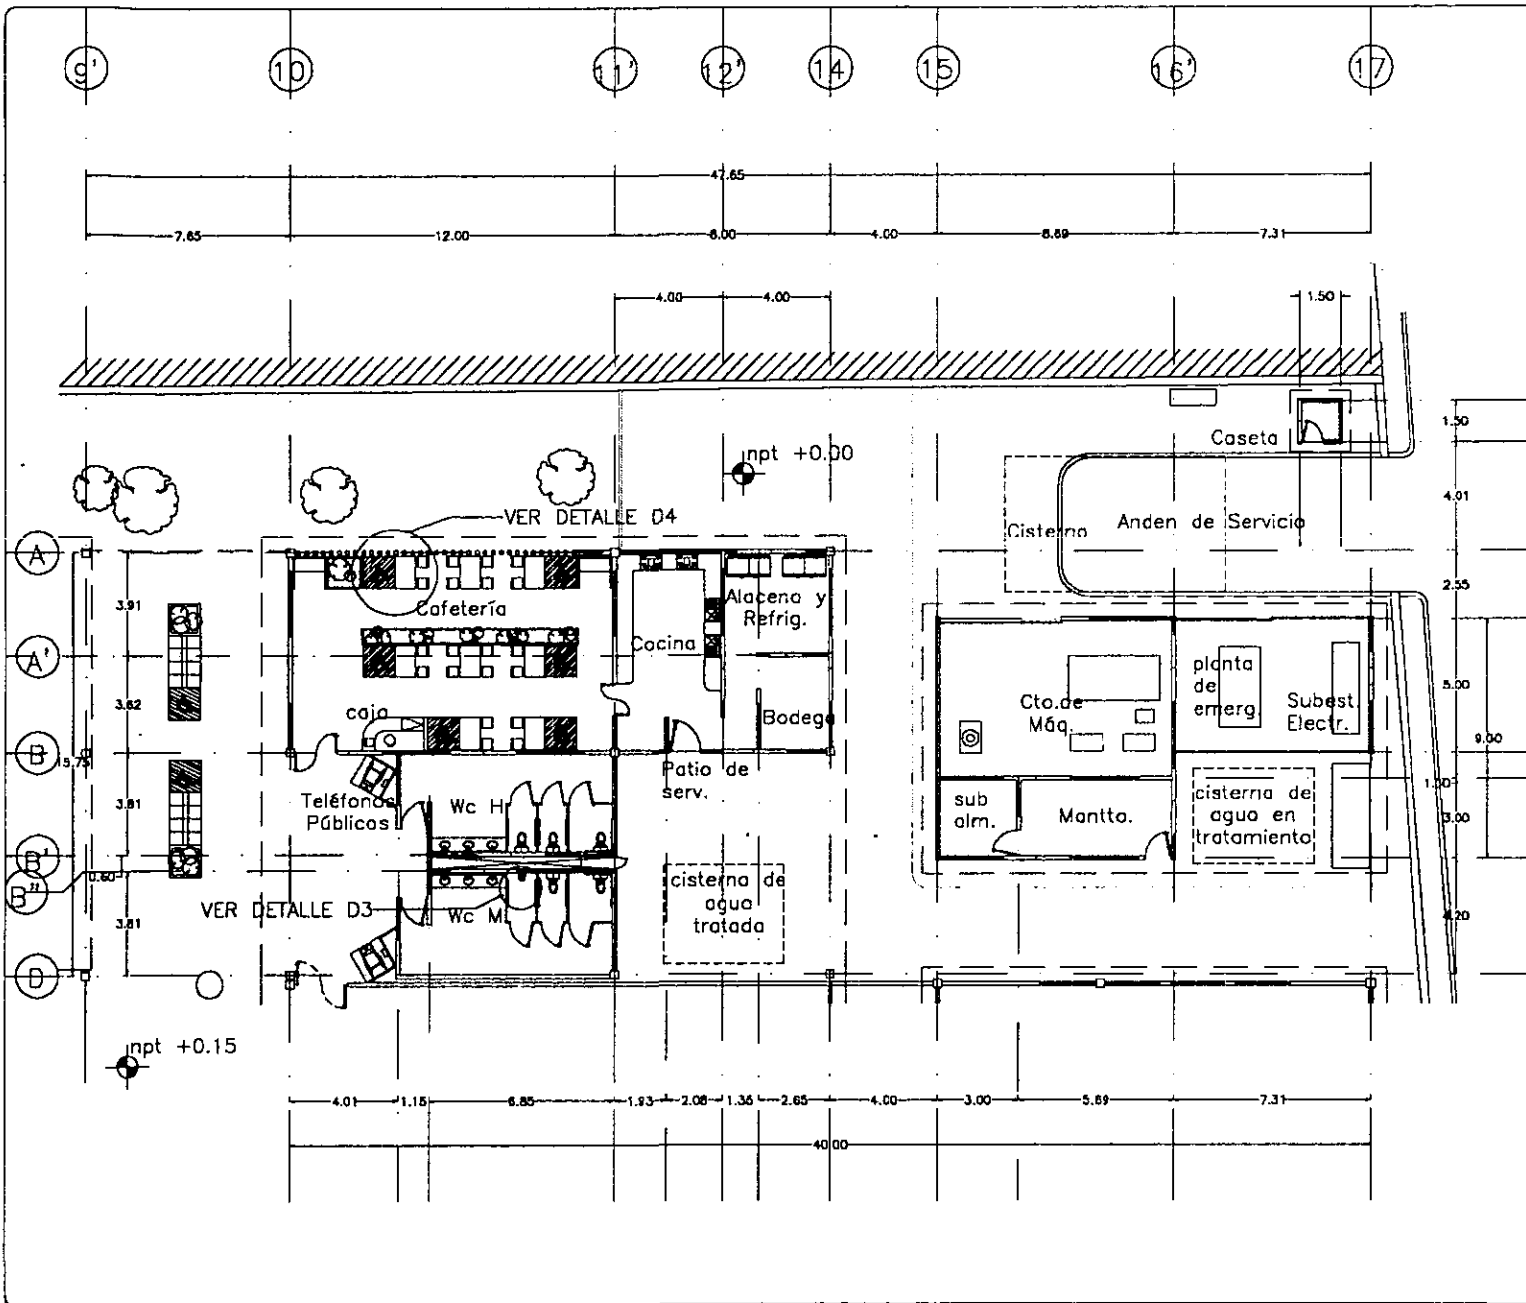 9' 10 11' 12' 14 15 16' 17
47.65
7.65 12.00 8.00 4.00 8.69 7.31
4.00 4.00 1.50
Caseta
1.50
npt +0.00
4.01
VER DETALLE D4
Cisterna
Anden de Servicio
A
2.55
3.91
Cafetería
Alacena y
Refrig.
Cocina
A'
planta
de
emerg.
5.00
3.62
caja
Cto.de
Máq.
Subest.
Electr.
Bodega
B
9.00
15.75
Patio de
serv.
Teléfonos
Públicos
Wc H
3.81
sub
alm.
Mantto.
cisterna de
agua en
tratamiento
3.00
B'
0.60
B"
cisterna de
agua
tratada
VER DETALLE D3
Wc M
3.81
4.20
D
npt +0.15
4.01 1.15 6.85 1.93 2.08 1.35 2.65 4.00 3.00 5.69 7.31
40.00